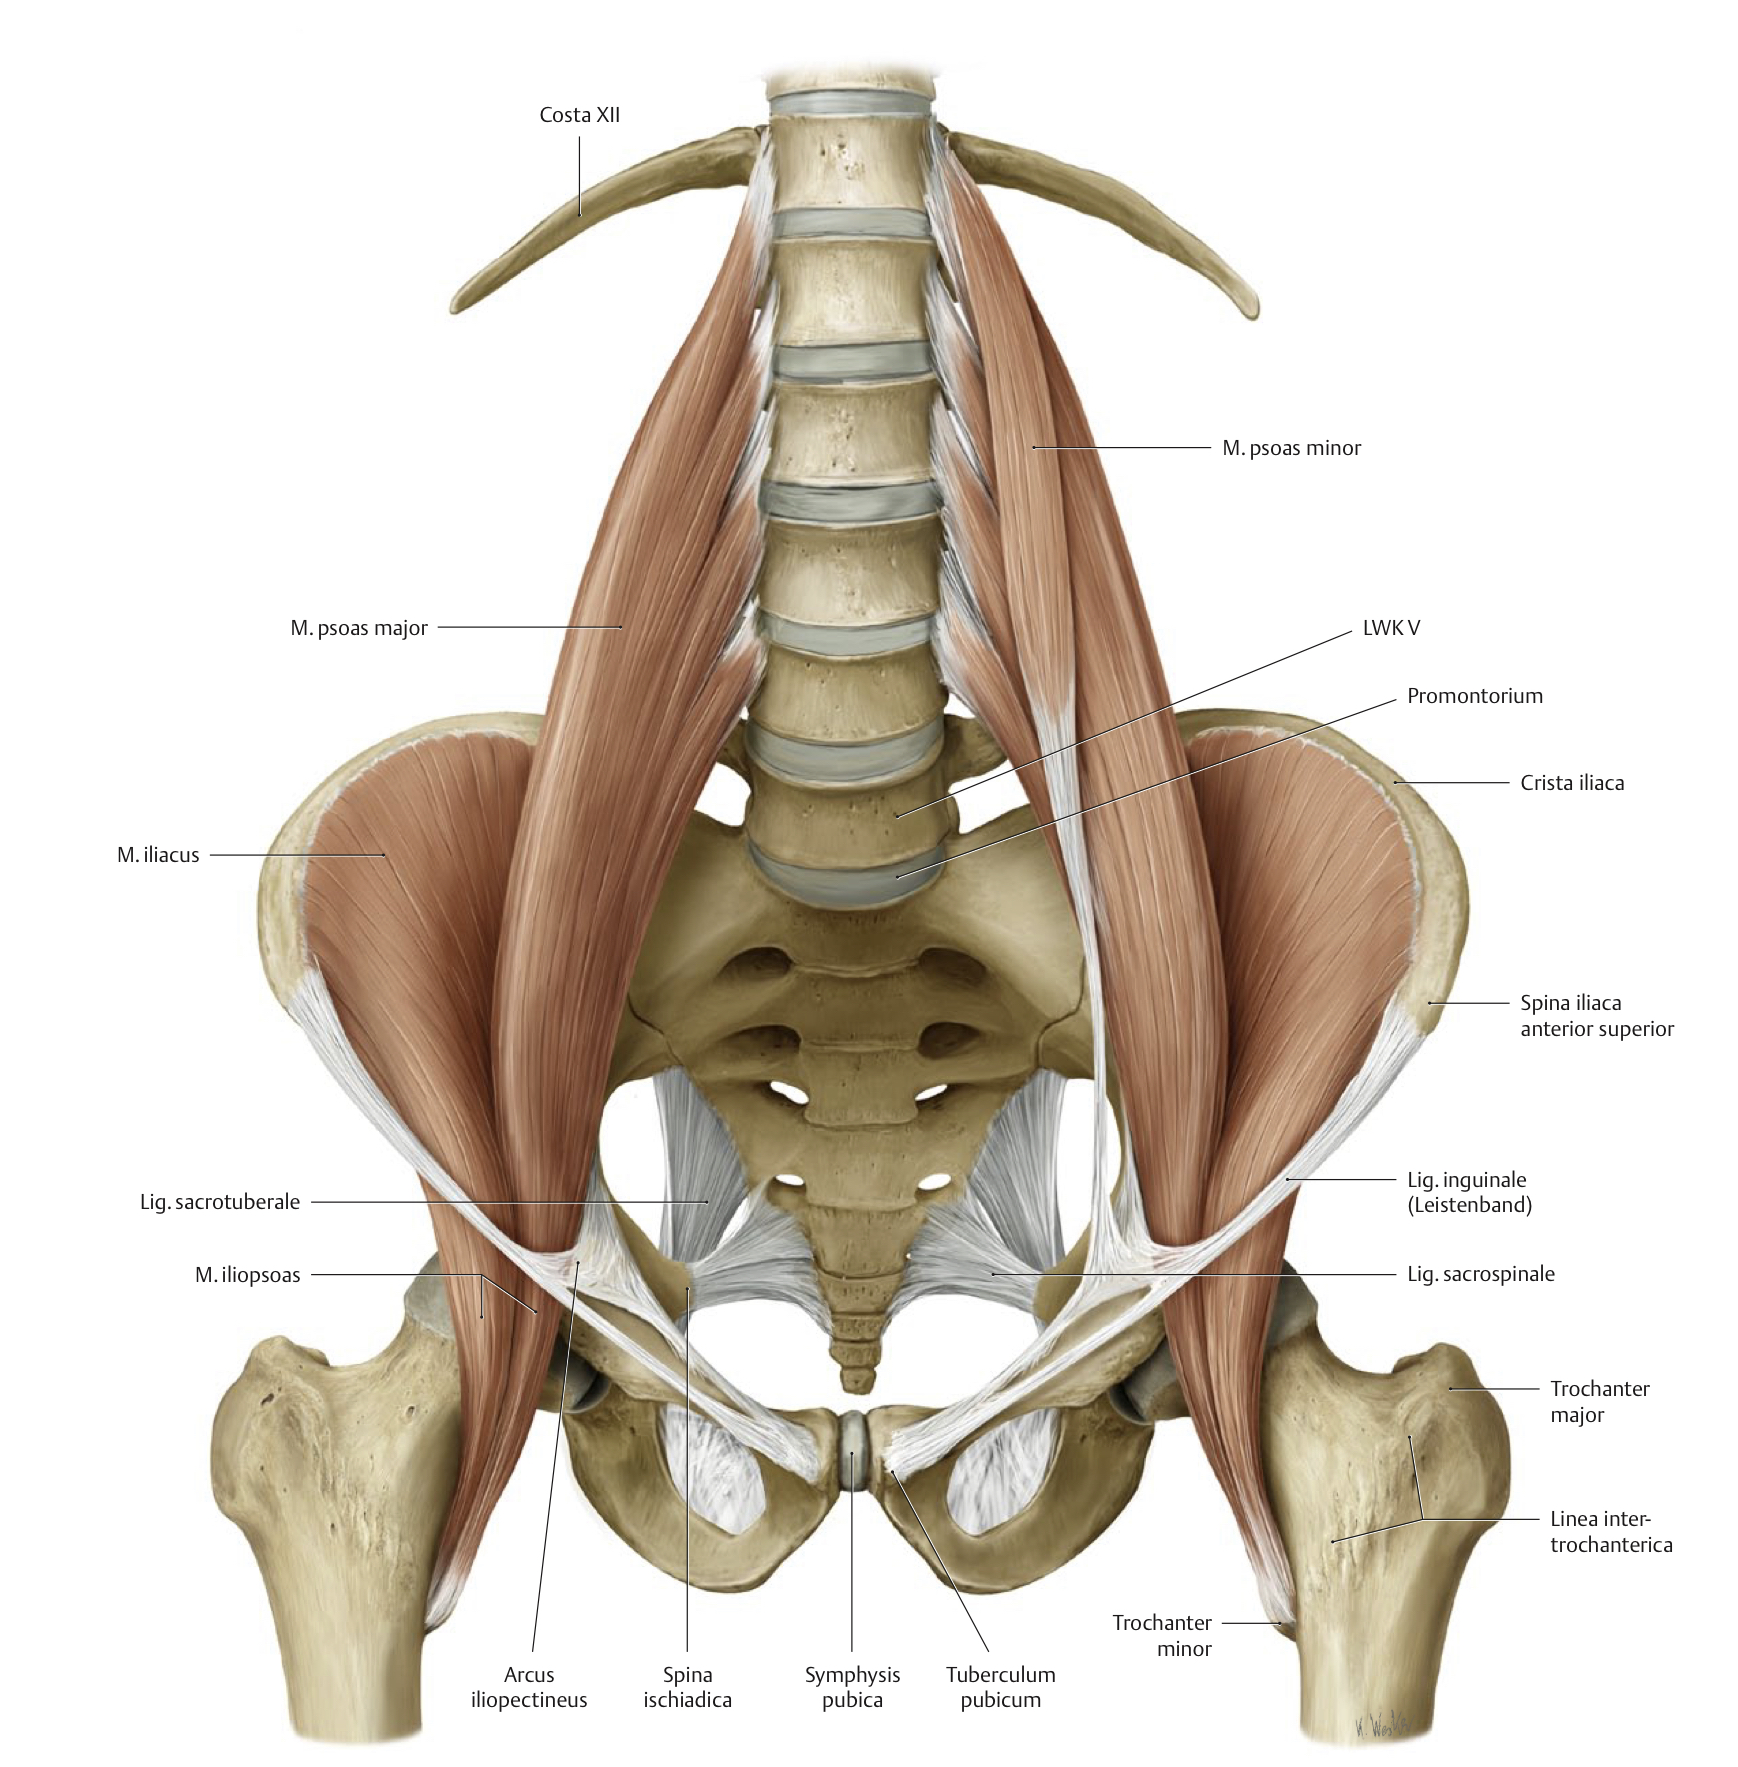 Costa XII
M. psoas minor
M. psoas major
LWK V
Promontorium
Crista iliaca
M. iliacus
Spina iliaca
anterior superior
Lig. sacrotuberale
Lig. inguinale
(Leistenband)
M. iliopsoas
Lig. sacrospinale
Trochanter
major
Linea inter-
trochanterica
Trochanter
minor
Arcus
iliopectineus
Spina
ischiadica
Symphysis
pubica
Tuberculum
pubicum